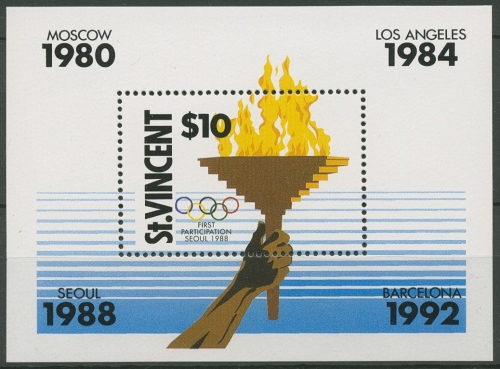 MOSCOW
1980
LOS ANGELES
1984
St.VINCENT
$10
FIRST
PARTICIPATION
SEOUL 1988
SEOUL
1988
BARCELONA
1992